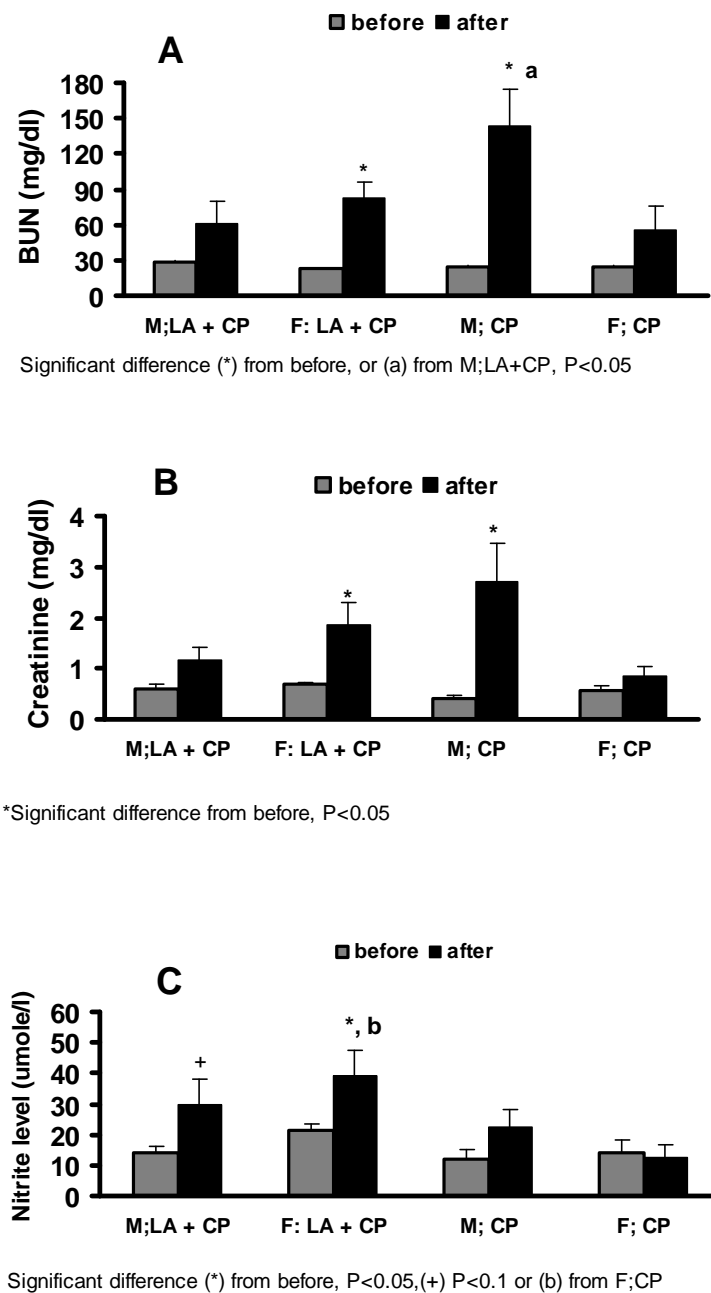 before after
A
180
150
120
90
60
30
0
BUN (mg/dl)
*
* a
M;LA + CP F: LA + CP M; CP F; CP
Significant difference (*) from before, or (a) from M;LA+CP, P<0.05
B
before after
4
3
2
1
0
Creatinine (mg/dl)
*
*
M;LA + CP F: LA + CP M; CP F; CP
*Significant difference from before, P<0.05
before after
C
60
50
40
30
20
10
0
Nitrite level (umole/l)
+
*, b
M;LA + CP F: LA + CP M; CP F; CP
Significant difference (*) from before, P<0.05,(+) P<0.1 or (b) from F;CP